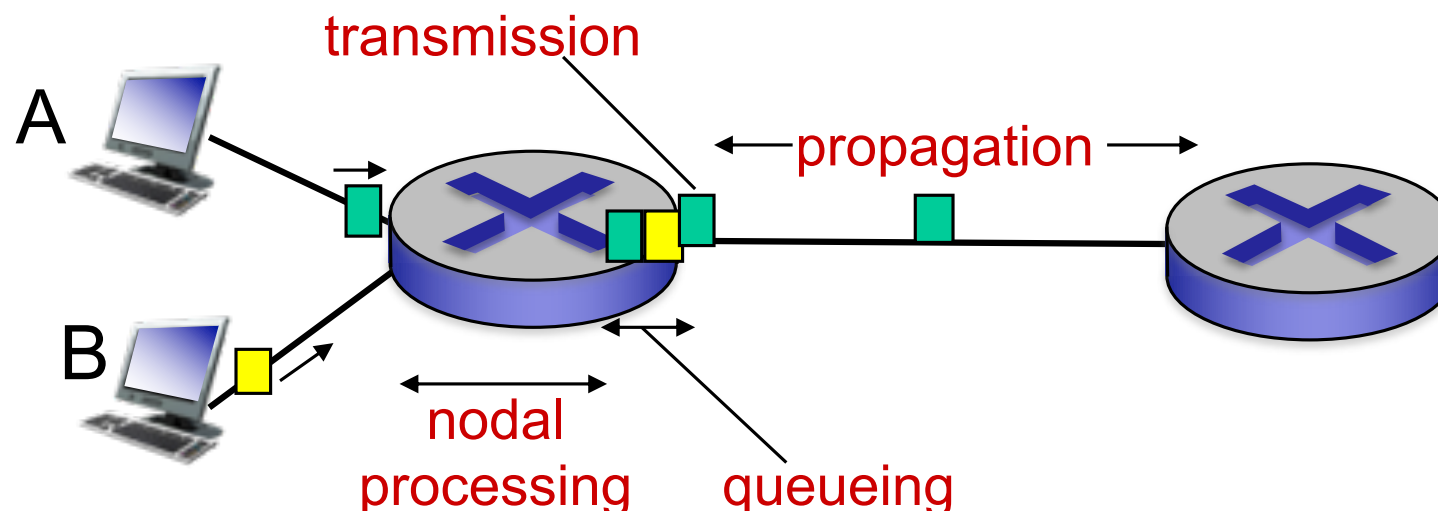 transmission
A
propagation
B
nodal
processing
queueing